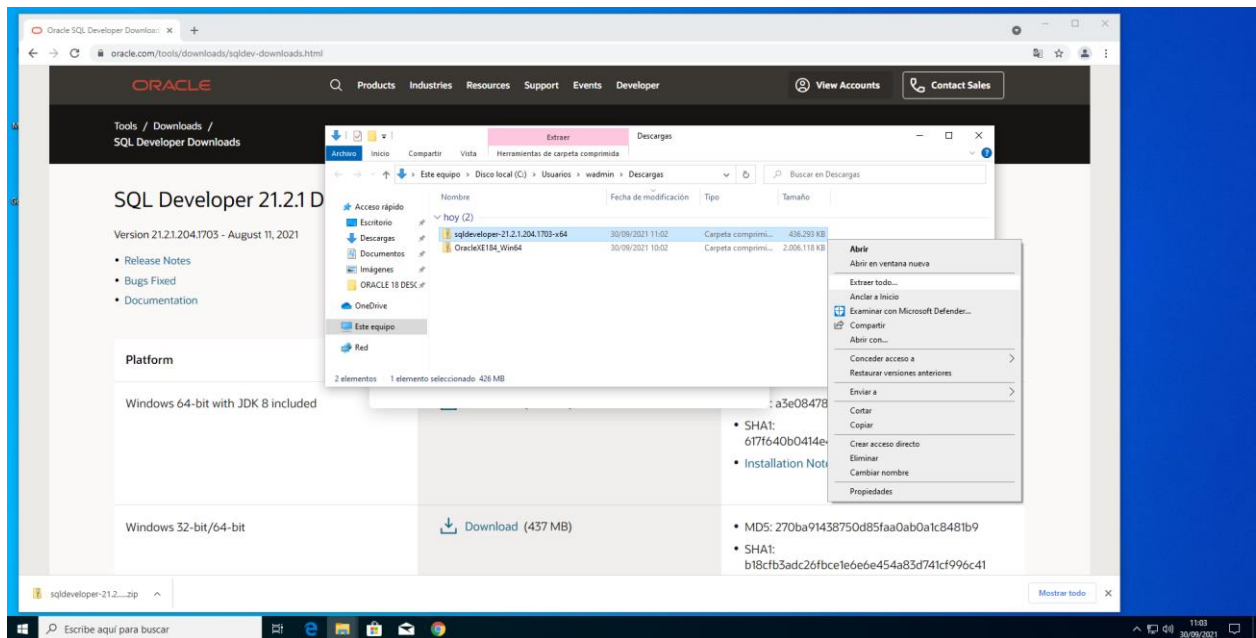 Oracle SQL Developer Downloa
oracle.com/tools/downloads/sqldev-downloads.html
ORACLE
Products Industries Resources Support Events Developer
View Accounts
Contact Sales
Tools / Downloads /
SQL Developer Downloads
Extraer
Descargas
Archivo Inicio Compartir Vista Herramientas de carpeta comprimida
Este equipo > Disco local (C:) > Usuarios > wadmin > Descargas
Buscar en Descargas
Nombre Fecha de modificación Tipo Tamaño
Acceso rápido
Escritorio
Descargas
Documentos
Imágenes
ORACLE 18 DESC
OneDrive
Este equipo
Red
hoy (2)
sqldeveloper-21.2.1.204.1703-x64 30/09/2021 11:02 Carpeta comprimi... 436.293 KB
OracleXE184_Win64 30/09/2021 10:02 Carpeta comprimi... 2.006.118 KB
2 elementos 1 elemento seleccionado 426 MB
Abrir
Abrir en ventana nueva
Extraer todo...
Anclar a Inicio
Examinar con Microsoft Defender...
Compartir
Abrir con...
Conceder acceso a
Restaurar versiones anteriores
Enviar a
Cortar
Copiar
Crear acceso directo
Eliminar
Cambiar nombre
Propiedades
SQL Developer 21.2.1 D
Version 21.2.1.204.1703 - August 11, 2021
• Release Notes
• Bugs Fixed
• Documentation
Platform
Windows 64-bit with JDK 8 included
: a3e08478
• SHA1:
617f640b0414e
• Installation Not
Windows 32-bit/64-bit
Download (437 MB)
• MD5: 270ba91438750d85faa0ab0a1c8481b9
• SHA1:
b18cfb3adc26fbce1e6e6e454a83d741cf996c41
sqldeveloper-21.2....zip
Mostrar todo
Escribe aquí para buscar
11:03
30/09/2021